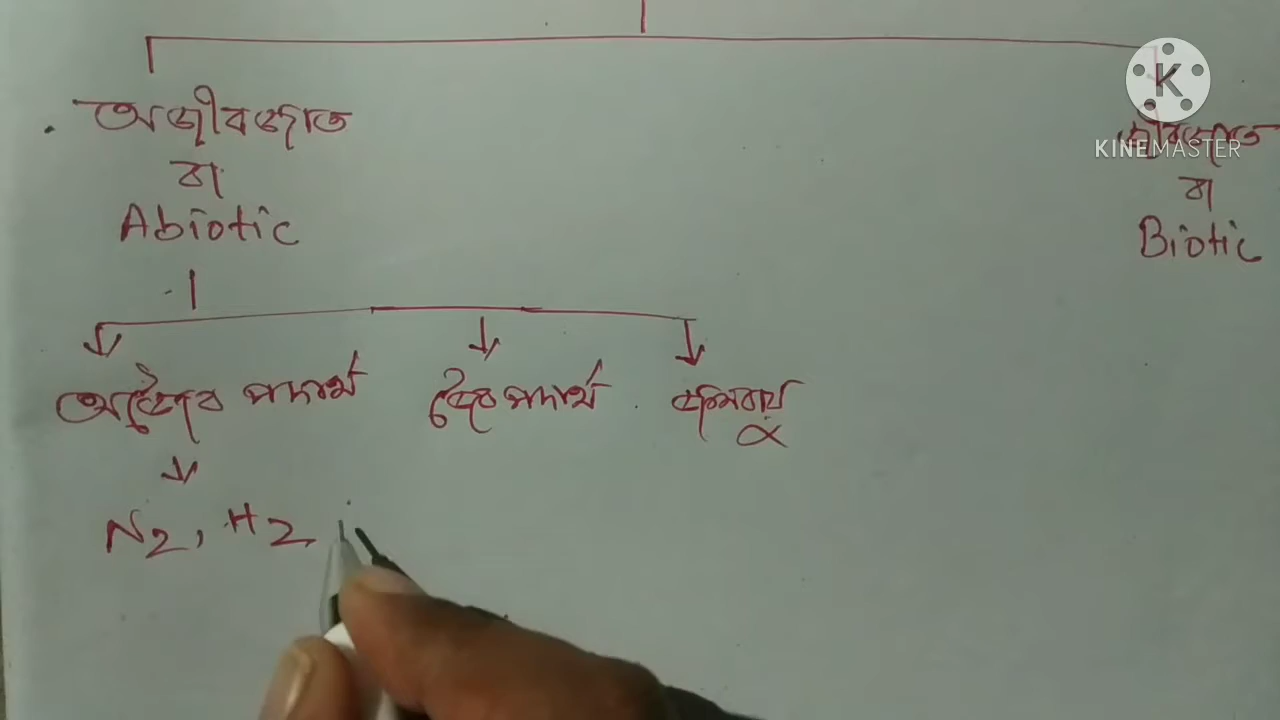 অজীবজাত
বা
Abiotic
জীবজাত
বা
Biotic
অজৈব পদার্থ
জৈব পদার্থ
জলবায়ু
N2, H2
K
KINEMASTER